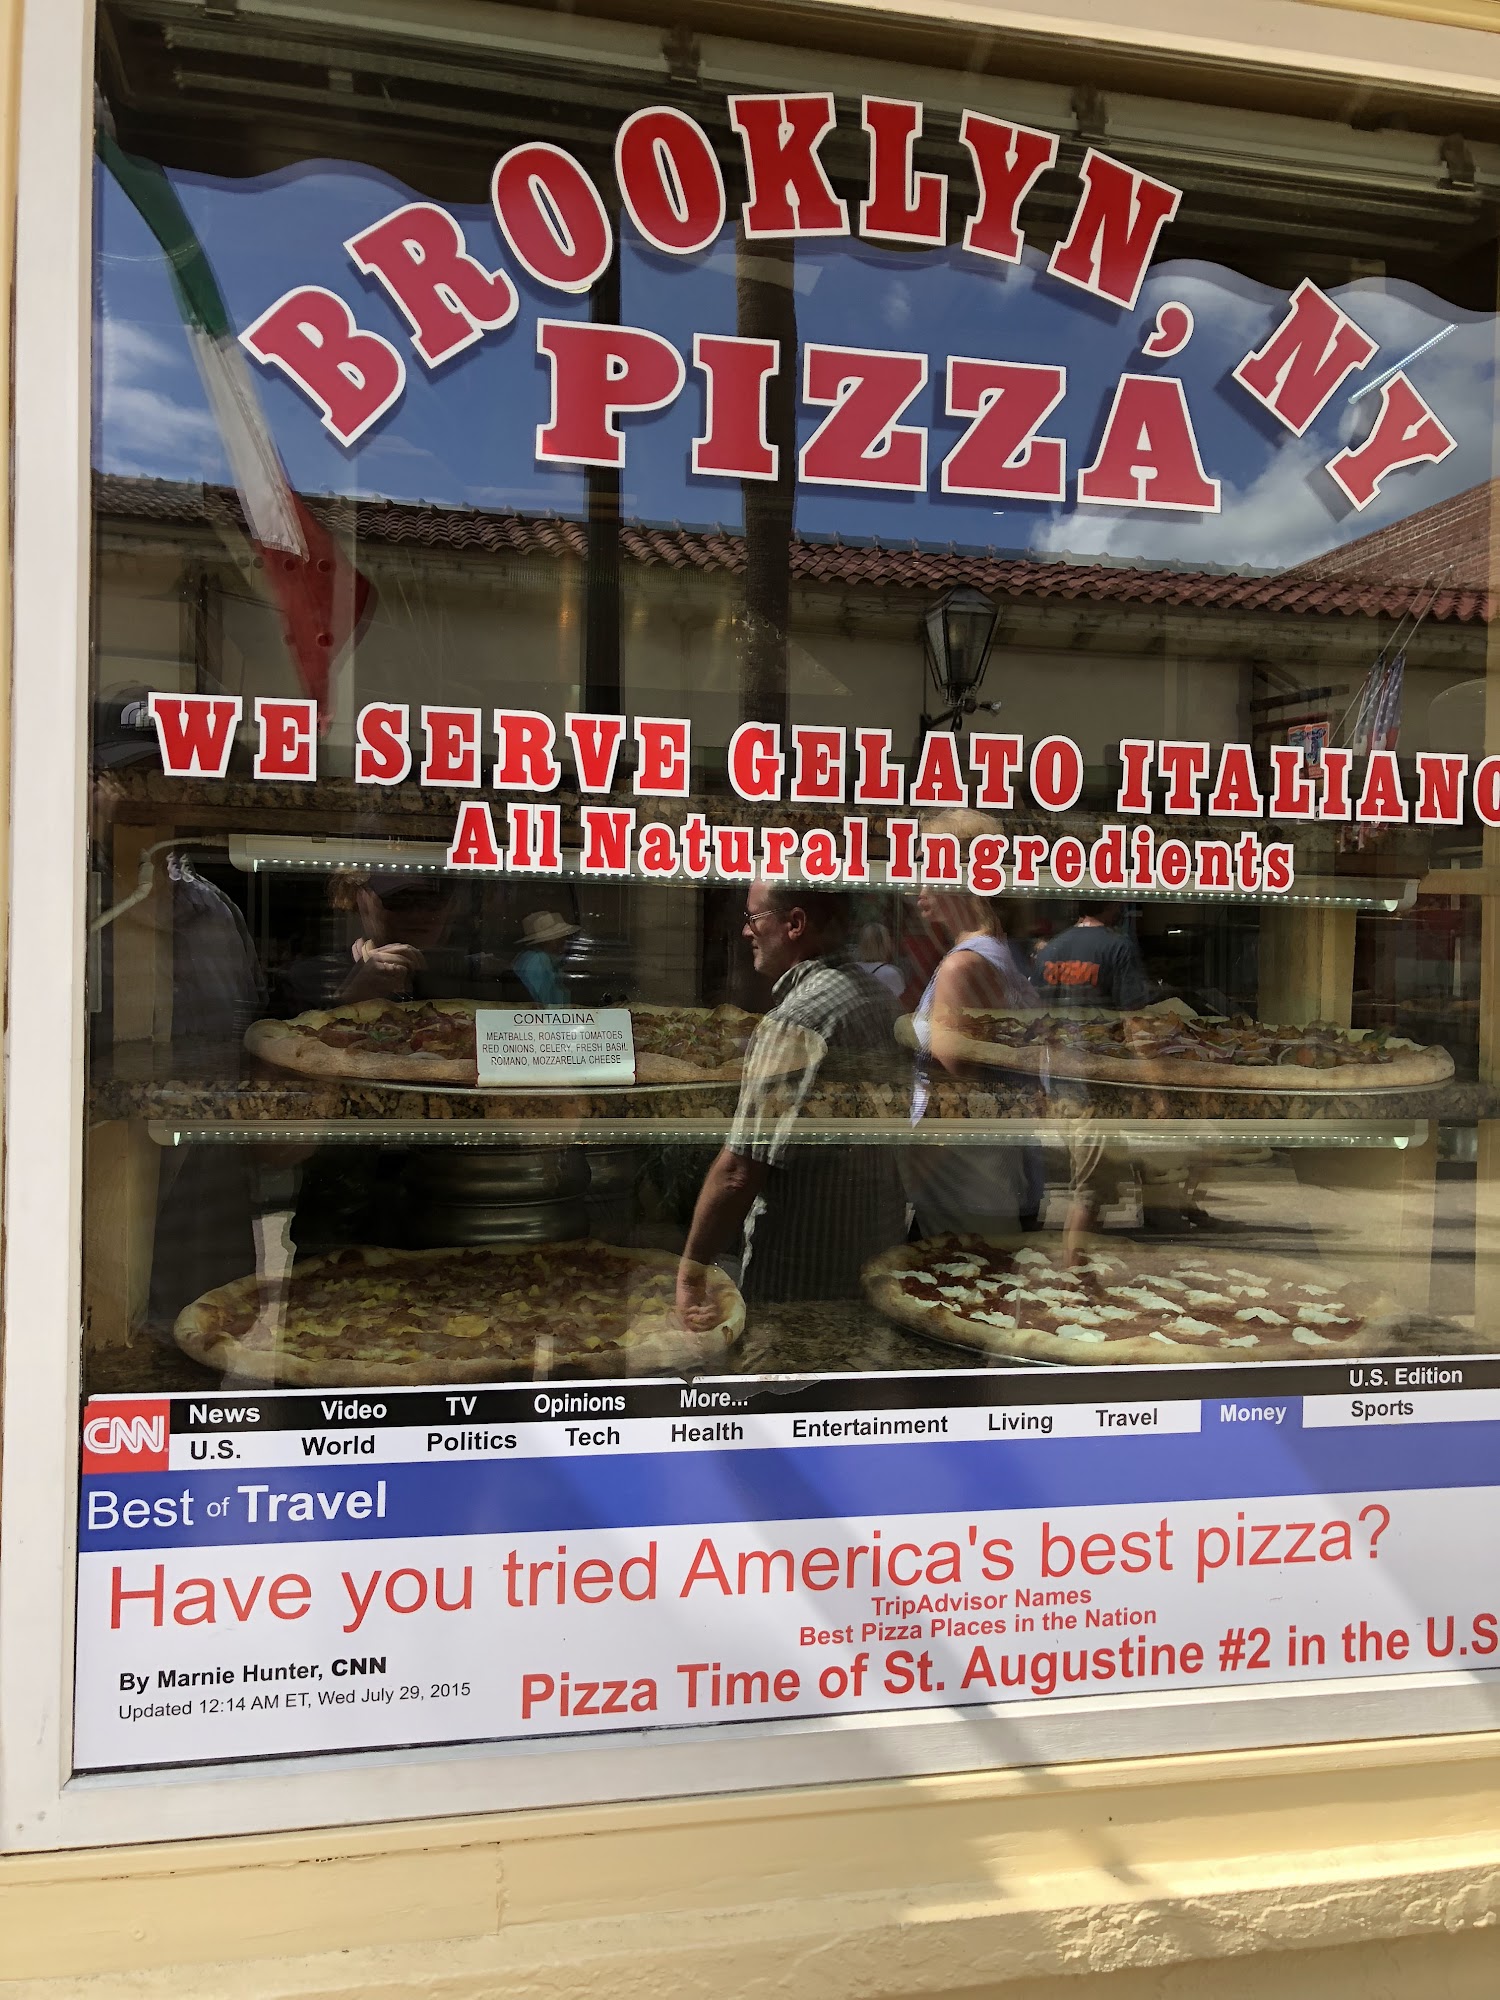 BROOKLYN, NY
PIZZA
WE SERVE GELATO ITALIANO
All Natural Ingredients
CONTADINA
MEATBALLS, ROASTED TOMATOES
RED ONIONS, CELERY, FRESH BASIL
ROMANO, MOZZARELLA CHEESE
CNN News Video TV Opinions More... U.S. Edition
U.S. World Politics Tech Health Entertainment Living Travel Money Sports
Best of Travel
Have you tried America's best pizza?
TripAdvisor Names
Best Pizza Places in the Nation
Pizza Time of St. Augustine #2 in the U.S
By Marnie Hunter, CNN
Updated 12:14 AM ET, Wed July 29, 2015